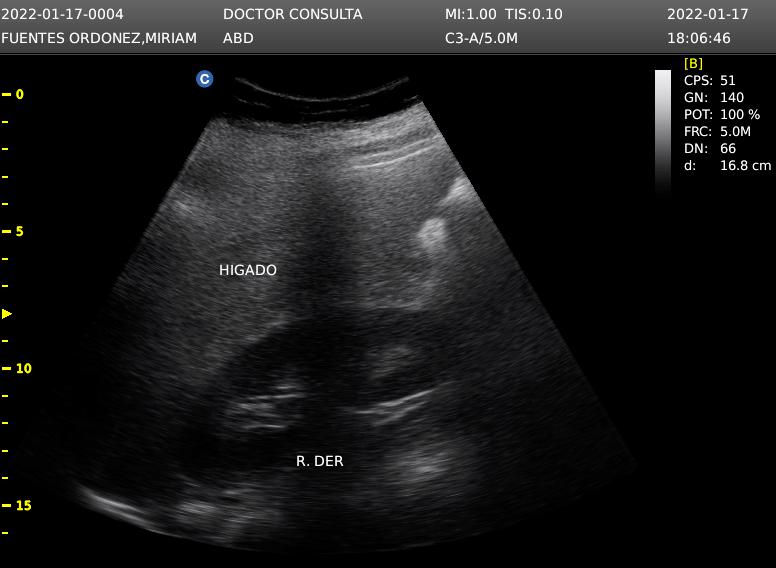 2022-01-17-0004 DOCTOR CONSULTA MI:1.00 TIS:0.10 2022-01-17
FUENTES ORDONEZ,MIRIAM ABD C3-A/5.0M 18:06:46
[B]
CPS: 51
GN: 140
POT: 100 %
FRC: 5.0M
DN: 66
d: 16.8 cm
C
0
5
HIGADO
10
R. DER
15